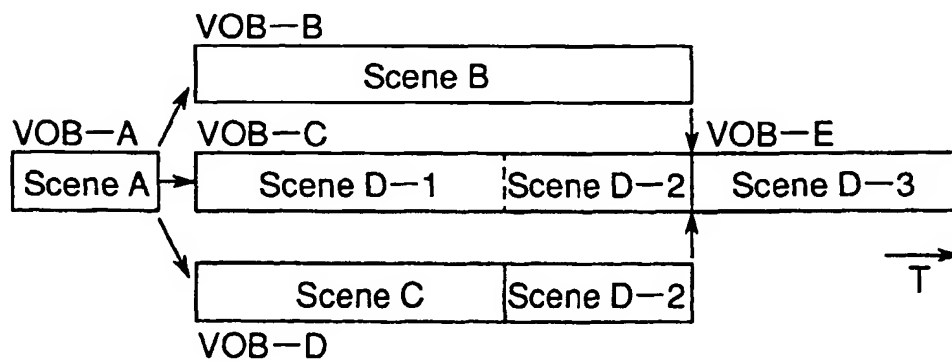 VOB—B
Scene B
VOB—A VOB—C VOB—E
Scene A Scene D—1 Scene D—2 Scene D—3
T
Scene C Scene D—2
VOB—D